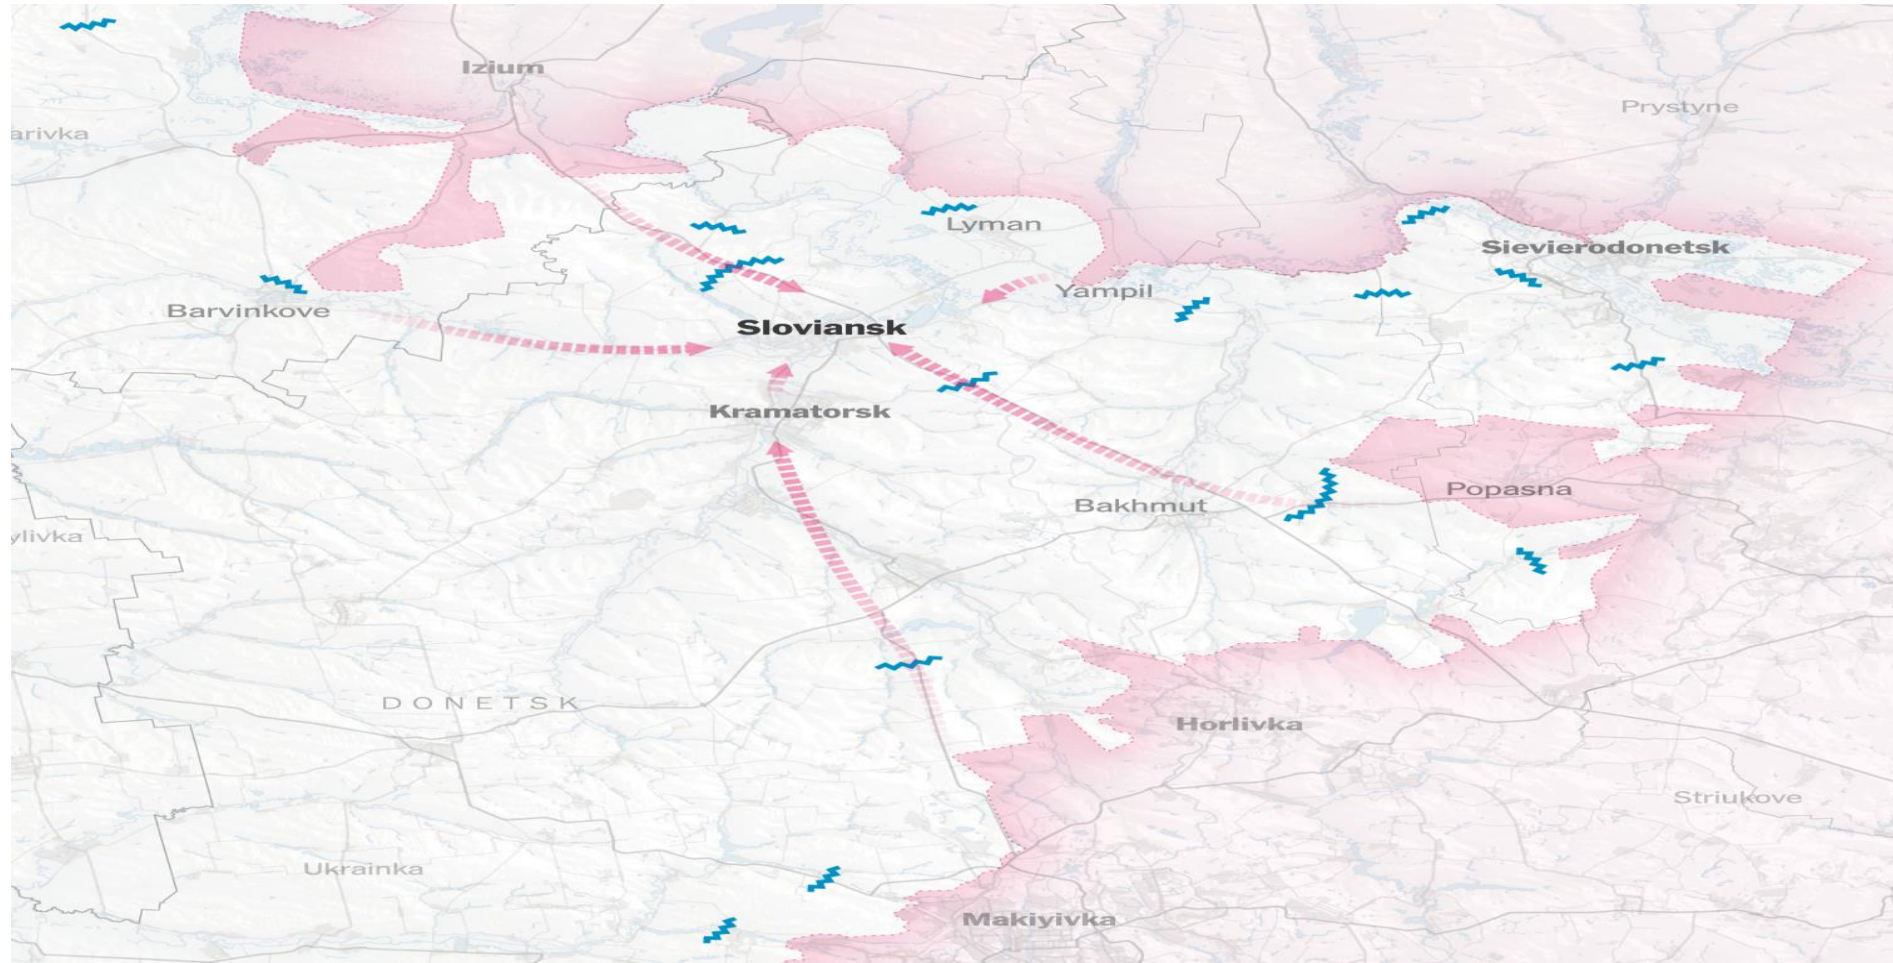 Izium
Prystyne
arivka
Lyman
Sievierodonetsk
Yampil
Barvinkove
Sloviansk
Kramatorsk
Popasna
Bakhmut
ylivka
DONETSK
Horlivka
Striukove
Ukrainka
Makiyivka